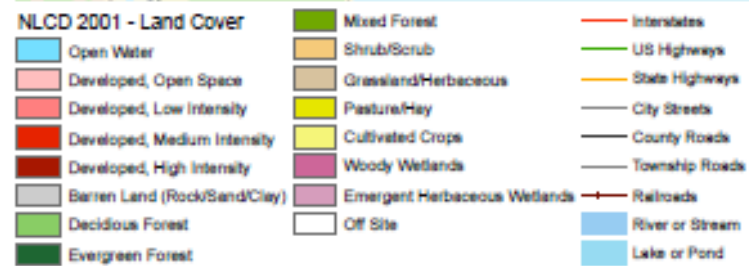 NLCD 2001 - Land Cover
Open Water
Developed, Open Space
Developed, Low Intensity
Developed, Medium Intensity
Developed, High Intensity
Barren Land (Rock/Sand/Clay)
Decidious Forest
Evergreen Forest
Mixed Forest
Shrub/Scrub
Grassland/Herbaceous
Pasture/Hay
Cultivated Crops
Woody Wetlands
Emergent Herbaceous Wetlands
Off Site
Interstates
US Highways
State Highways
City Streets
County Roads
Township Roads
Railroads
River or Stream
Lake or Pond